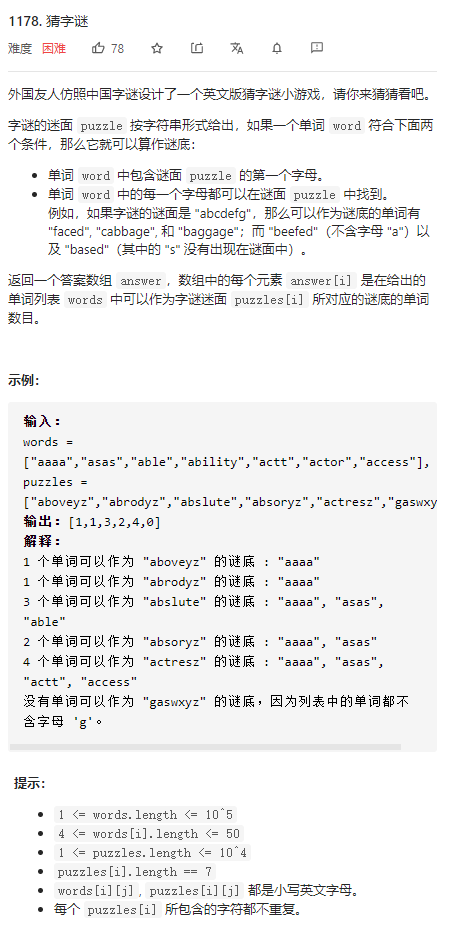 1178. 猜字谜
难度 困难 78
外国友人仿照中国字谜设计了一个英文版猜字谜小游戏，请你来猜猜看吧。
字谜的迷面 puzzle 按字符串形式给出，如果一个单词 word 符合下面两
个条件，那么它就可以算作谜底：
• 单词 word 中包含谜面 puzzle 的第一个字母。
• 单词 word 中的每一个字母都可以在谜面 puzzle 中找到。
例如，如果字谜的谜面是 "abcdefg"，那么可以作为谜底的单词有
"faced", "cabbage", 和 "baggage"；而 "beefed"（不含字母 "a"）以
及 "based"（其中的 "s" 没有出现在谜面中）。
返回一个答案数组 answer，数组中的每个元素 answer[i] 是在给出的
单词列表 words 中可以作为字谜迷面 puzzles[i] 所对应的谜底的单词
数目。
示例：
输入：
words =
["aaaa","asas","able","ability","actt","actor","access"],
puzzles =
["aboveyz","abrodyz","abslute","absoryz","actresz","gaswxy
输出：[1,1,3,2,4,0]
解释：
1 个单词可以作为 "aboveyz" 的谜底 : "aaaa"
1 个单词可以作为 "abrodyz" 的谜底 : "aaaa"
3 个单词可以作为 "abslute" 的谜底 : "aaaa", "asas",
"able"
2 个单词可以作为 "absoryz" 的谜底 : "aaaa", "asas"
4 个单词可以作为 "actresz" 的谜底 : "aaaa", "asas",
"actt", "access"
没有单词可以作为 "gaswxyz" 的谜底，因为列表中的单词都不
含字母 'g'。
提示：
• 1 <= words.length <= 10^5
• 4 <= words[i].length <= 50
• 1 <= puzzles.length <= 10^4
• puzzles[i].length == 7
• words[i][j], puzzles[i][j] 都是小写英文字母。
• 每个 puzzles[i] 所包含的字符都不重复。